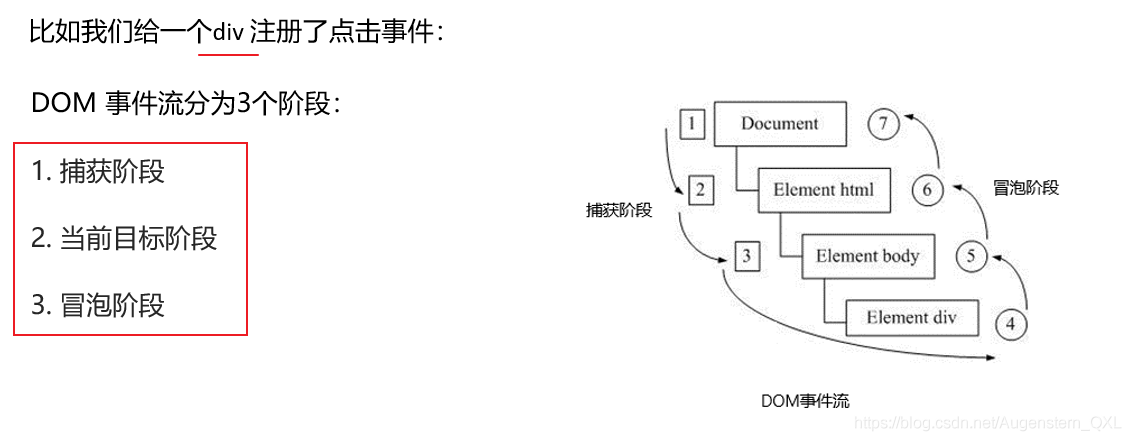 比如我们给一个div 注册了点击事件：
DOM 事件流分为3个阶段：
1. 捕获阶段
2. 当前目标阶段
3. 冒泡阶段
1
Document
7
2
Element html
6
冒泡阶段
捕获阶段
3
Element body
5
Element div
4
DOM事件流
https://blog.csdn.net/Augenstern_QXL